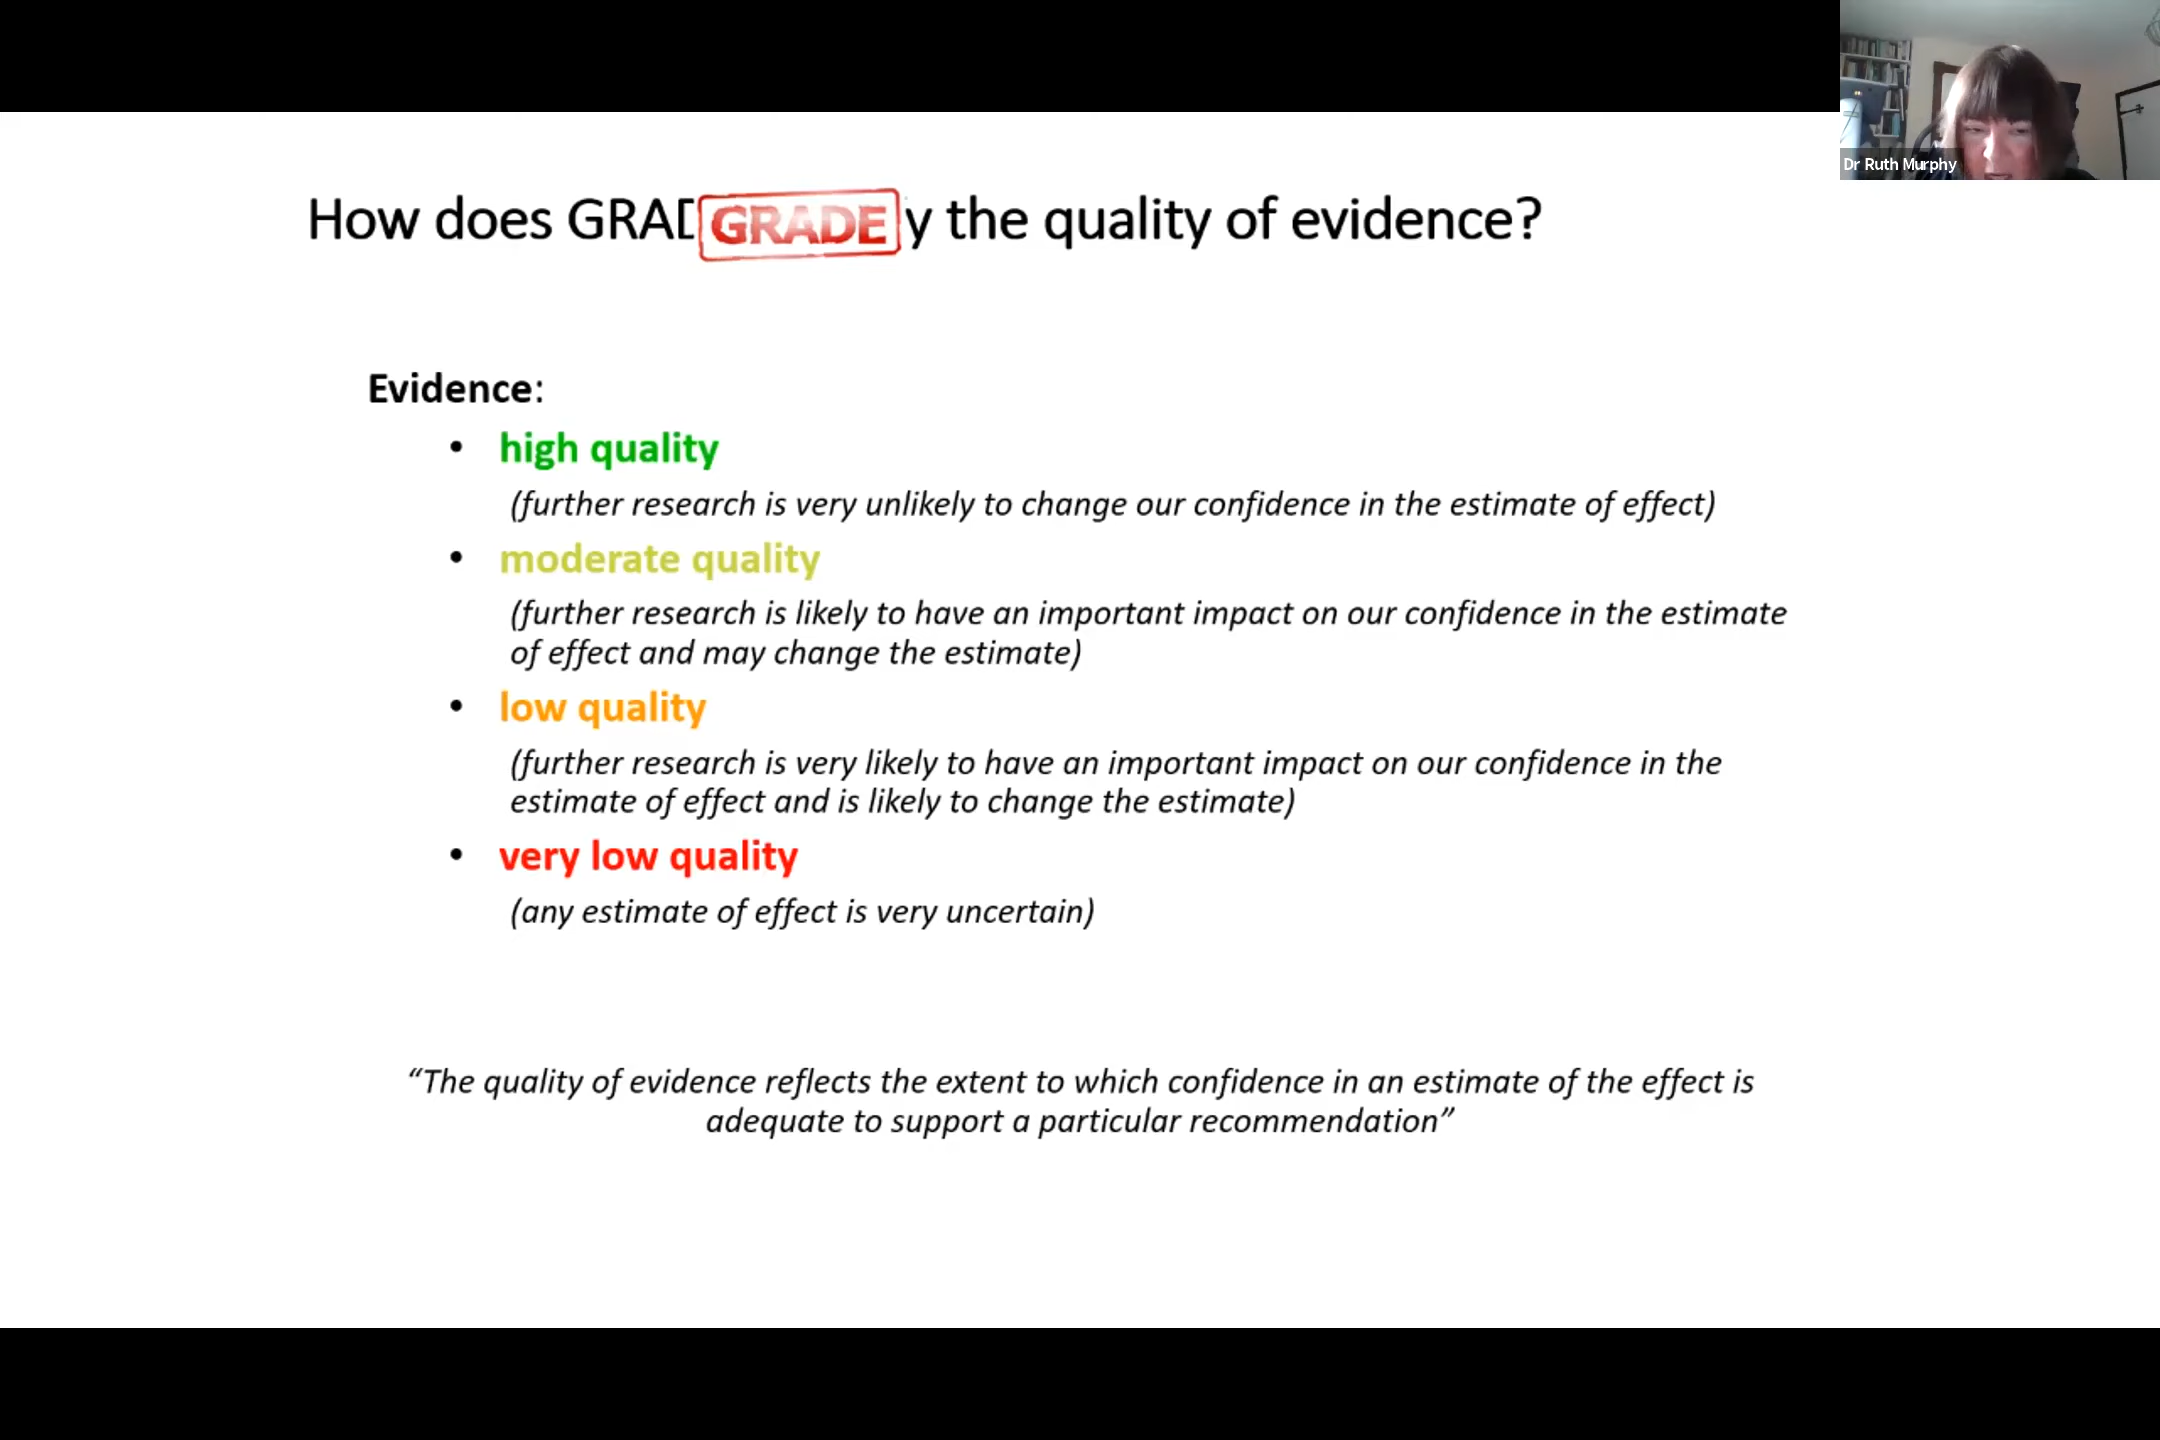 Dr Ruth Murphy
How does GRAD GRADE y the quality of evidence?
Evidence:
• high quality
(further research is very unlikely to change our confidence in the estimate of effect)
• moderate quality
(further research is likely to have an important impact on our confidence in the estimate
of effect and may change the estimate)
• low quality
(further research is very likely to have an important impact on our confidence in the
estimate of effect and is likely to change the estimate)
• very low quality
(any estimate of effect is very uncertain)
“The quality of evidence reflects the extent to which confidence in an estimate of the effect is
adequate to support a particular recommendation”